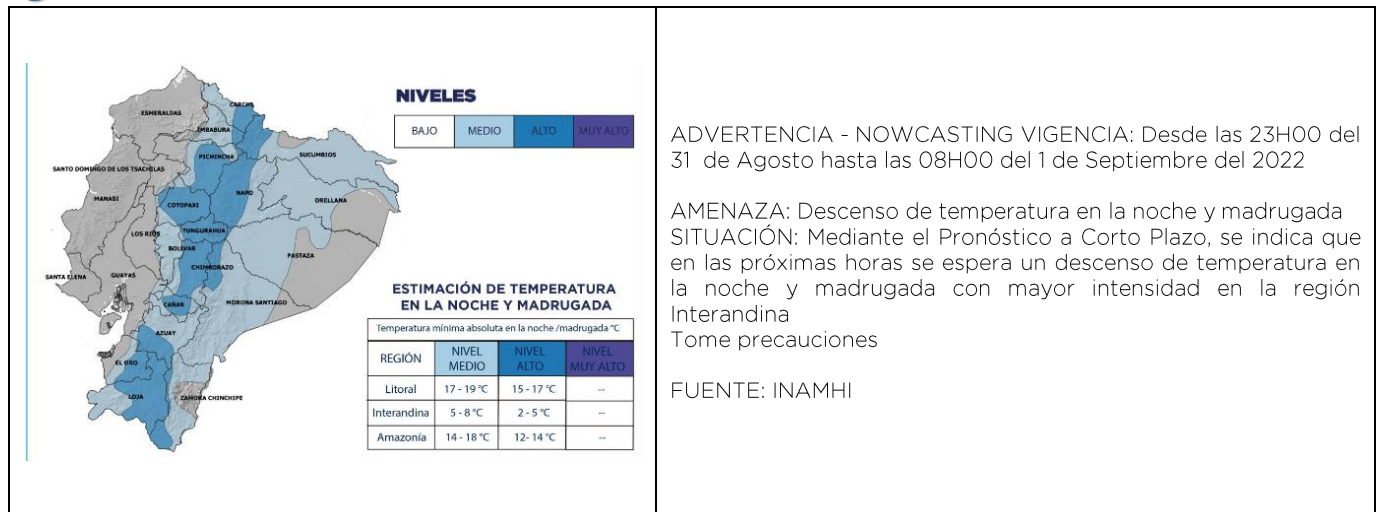 NIVELES
BAJO MEDIO ALTO MUY ALTO
CARCHI
ESMERALDAS
IMBABURA
PICHINCHA
SUCUMBIOS
SANTO DOMINGO DE LOS TSACHILAS
NAPO
MANABI
COTOPAXI
ORELLANA
LOS RIOS
TUNGURAHUA
BOLIVAR
PASTAZA
CHIMBORAZO
SANTA ELENA
GUAYAS
MORONA SANTIAGO
CAÑAR
AZUAY
EL ORO
LOJA
ZAMORA CHINCHIPE
ESTIMACIÓN DE TEMPERATURA
EN LA NOCHE Y MADRUGADA
Temperatura mínima absoluta en la noche /madrugada °C
REGIÓN NIVEL MEDIO NIVEL ALTO NIVEL MUY ALTO
Litoral 17 - 19 °C 15 - 17 °C --
Interandina 5 - 8 °C 2 - 5 °C --
Amazonía 14 - 18 °C 12- 14 °C --
ADVERTENCIA - NOWCASTING VIGENCIA: Desde las 23H00 del
31 de Agosto hasta las 08H00 del 1 de Septiembre del 2022
AMENAZA: Descenso de temperatura en la noche y madrugada
SITUACIÓN: Mediante el Pronóstico a Corto Plazo, se indica que
en las próximas horas se espera un descenso de temperatura en
la noche y madrugada con mayor intensidad en la región
Interandina
Tome precauciones
FUENTE: INAMHI